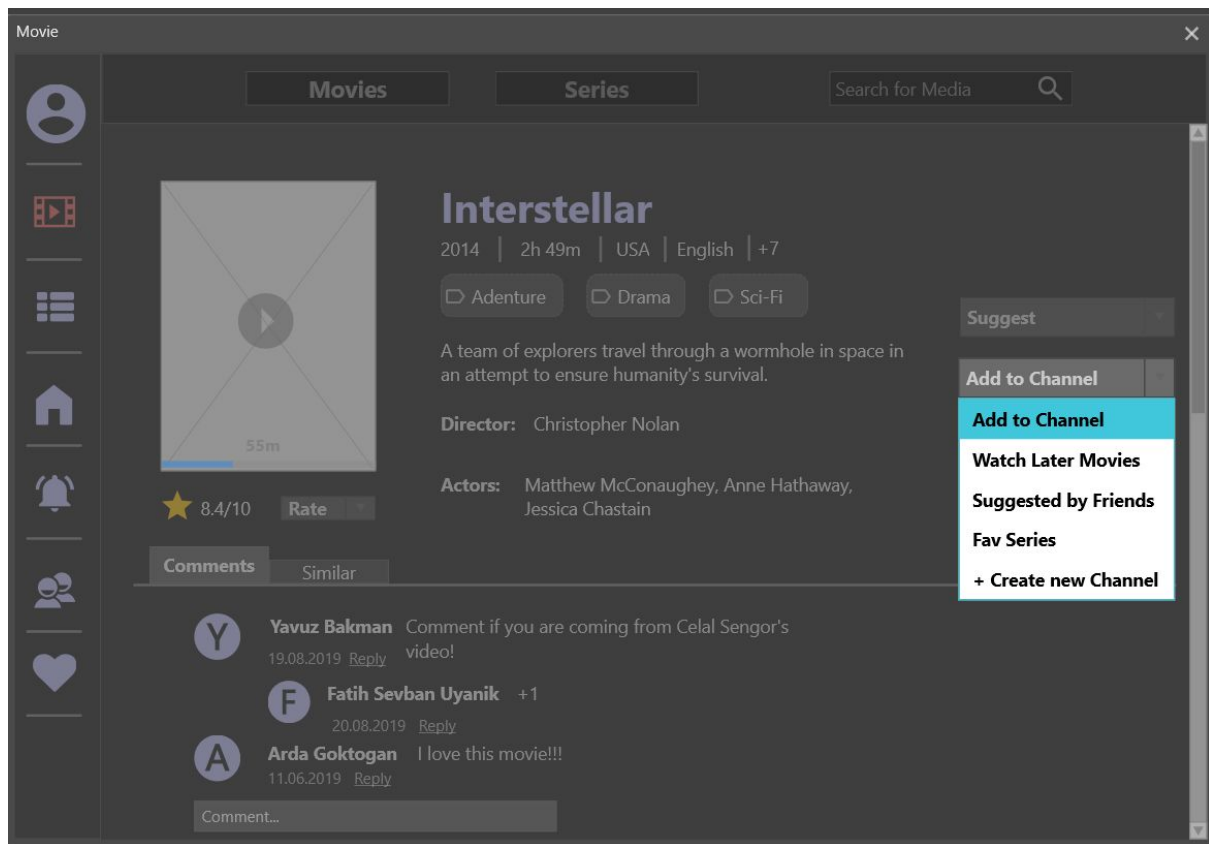 Movie
Movies
Series
Search for Media
Interstellar
2014 | 2h 49m | USA | English | +7
Adenture
Drama
Sci-Fi
A team of explorers travel through a wormhole in space in
an attempt to ensure humanity's survival.
Director: Christopher Nolan
Actors: Matthew McConaughey, Anne Hathaway,
Jessica Chastain
55m
8.4/10
Rate
Suggest
Add to Channel
Add to Channel
Watch Later Movies
Suggested by Friends
Fav Series
+ Create new Channel
Comments
Similar
Y
Yavuz Bakman Comment if you are coming from Celal Sengor's
video!
19.08.2019 Reply
F
Fatih Sevban Uyanik +1
20.08.2019 Reply
A
Arda Goktogan I love this movie!!!
11.06.2019 Reply
Comment...